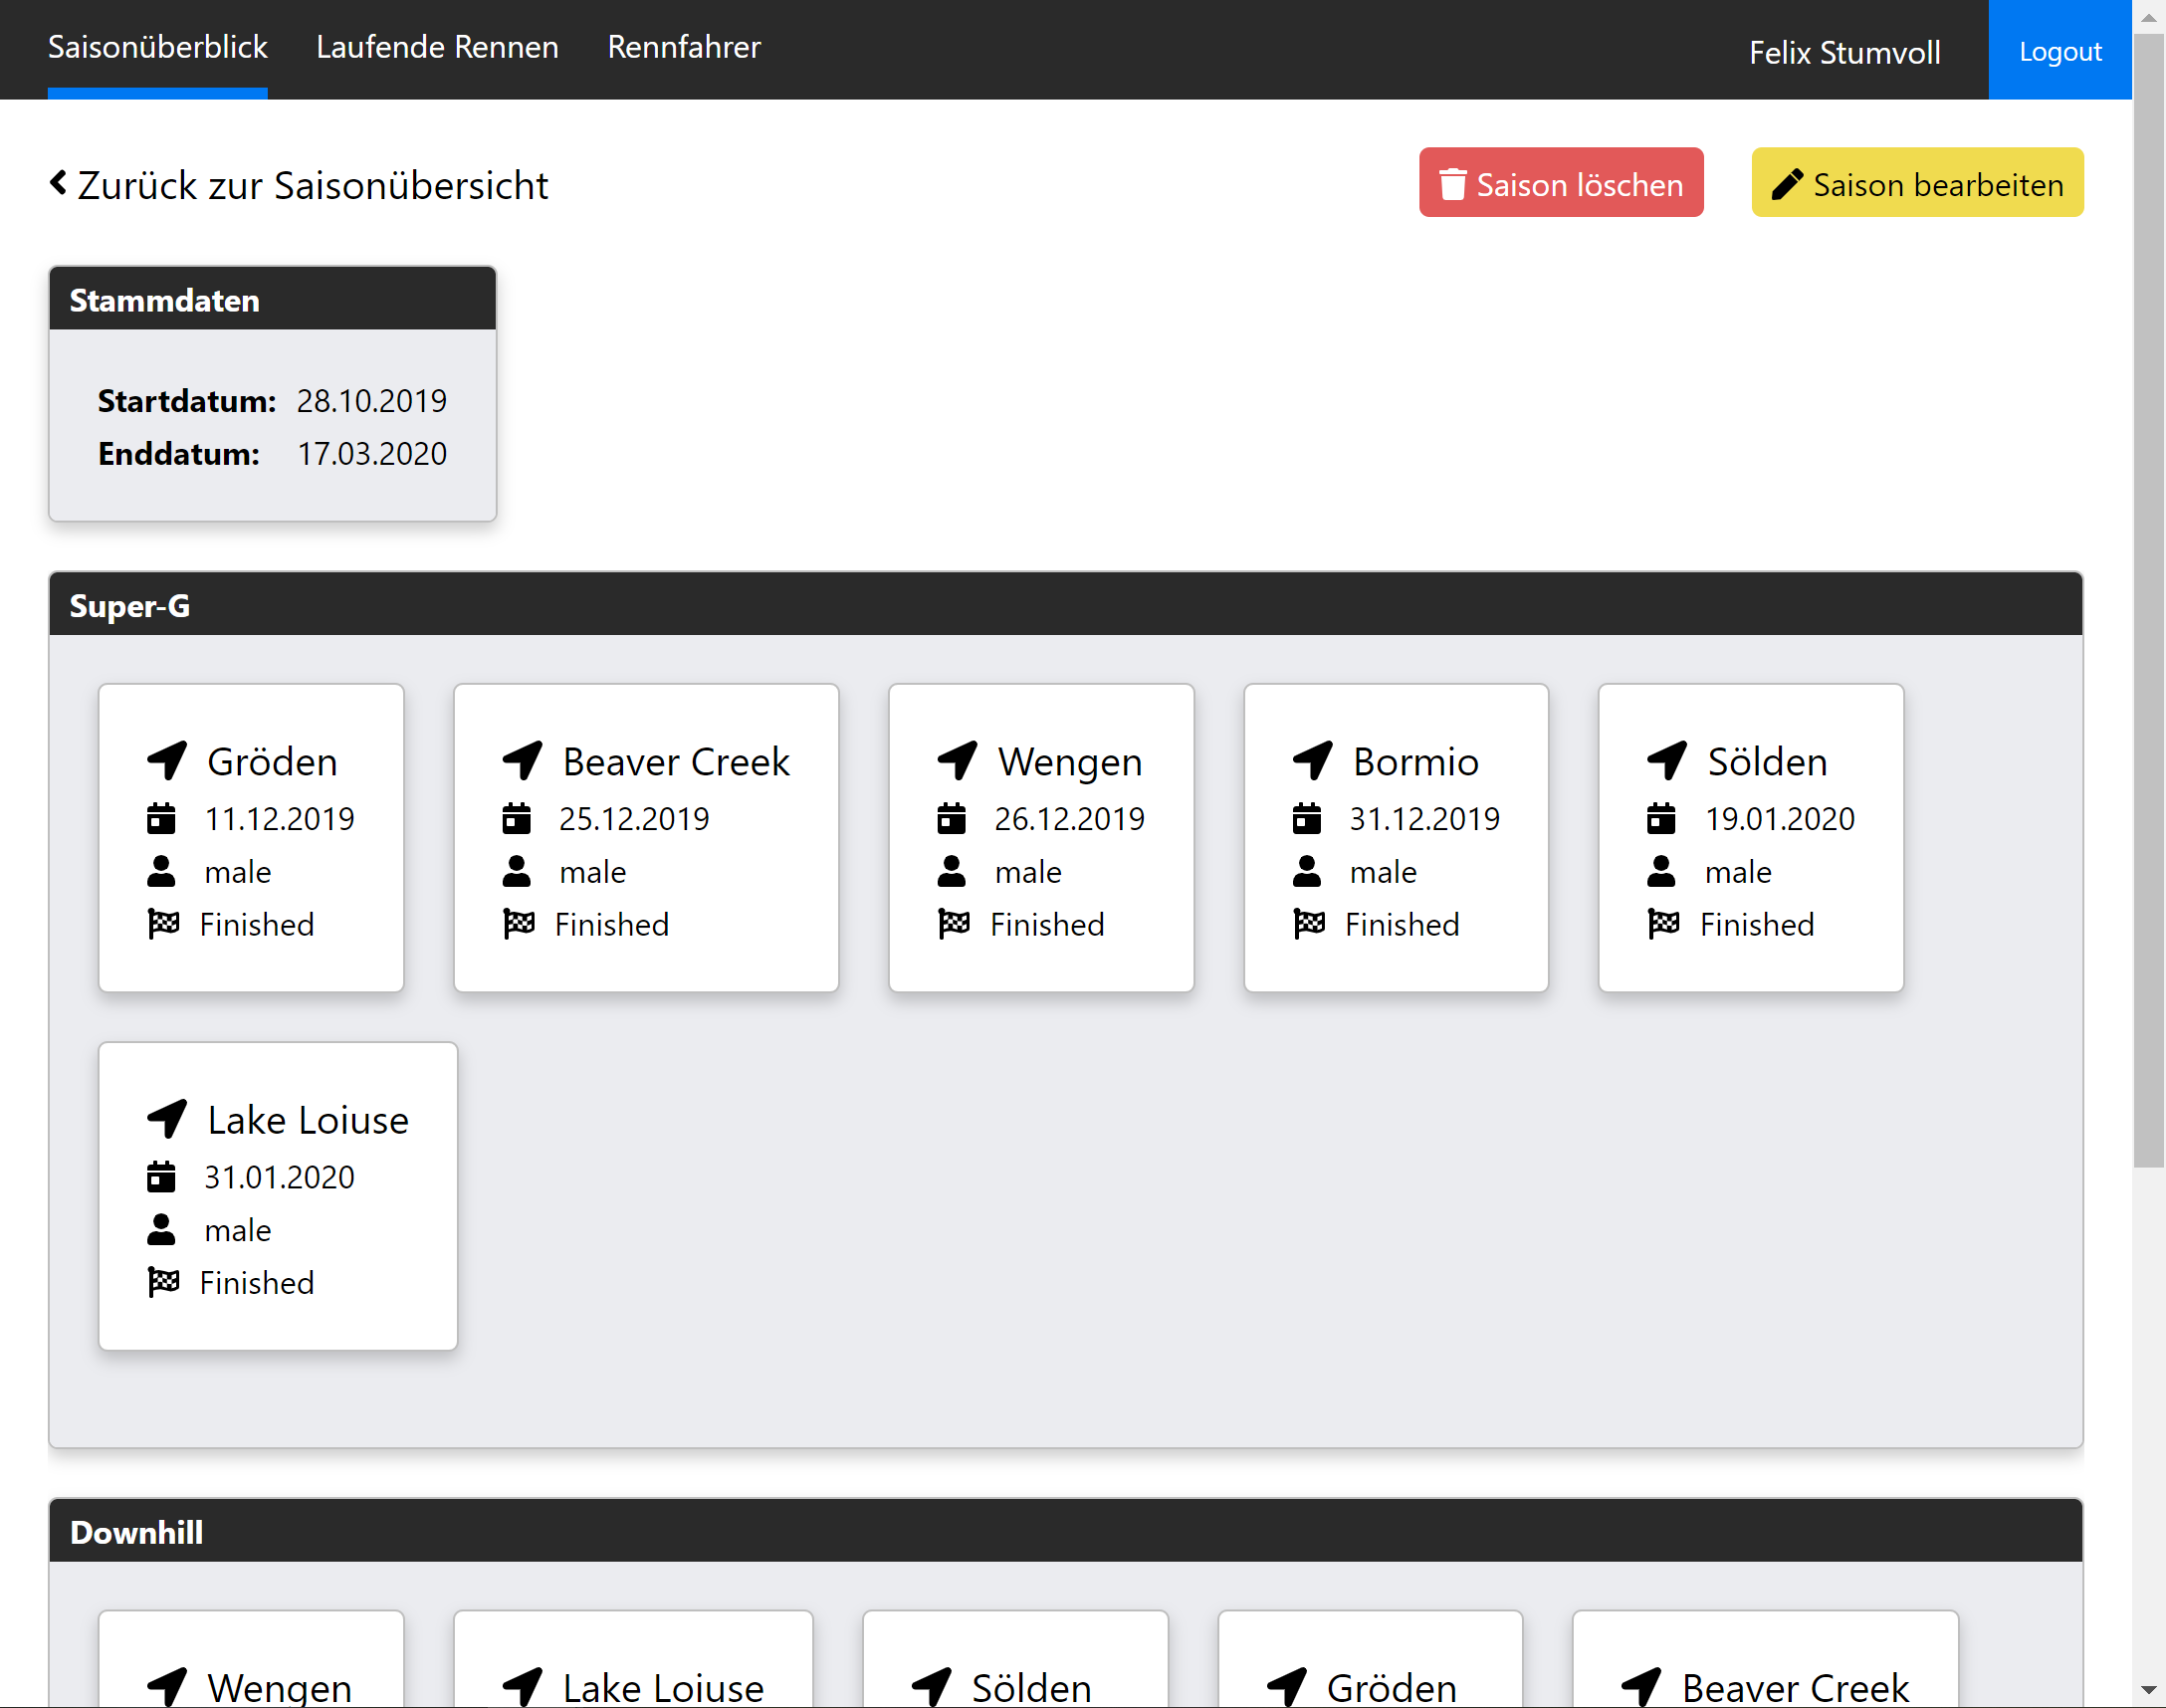 Saisonüberblick Laufende Rennen Rennfahrer Felix Stumvoll Logout
Zurück zur Saisonübersicht Saison löschen Saison bearbeiten
Stammdaten
Startdatum: 28.10.2019
Enddatum: 17.03.2020
Super-G
Gröden
11.12.2019
male
Finished
Beaver Creek
25.12.2019
male
Finished
Wengen
26.12.2019
male
Finished
Bormio
31.12.2019
male
Finished
Sölden
19.01.2020
male
Finished
Lake Loiuse
31.01.2020
male
Finished
Downhill
Wengen
Lake Loiuse
Sölden
Gröden
Beaver Creek